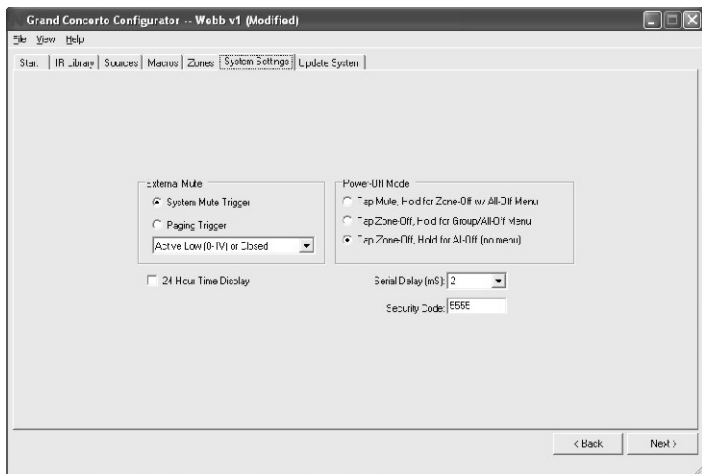 Grand Concerto Configurator -- Webb v1 (Modified)
File View Help
Start IR Library Sources Macros Zones System Settings Update System
External Mute
System Mute Trigger
Paging Trigger
Active Low (0-1V) or Closed
24 Hour Time Display
Power-Off Mode
Tap Mute, Hold for Zone-Off w/ All-Off Menu
Tap Zone-Off, Hold for Group/All-Off Menu
Tap Zone-Off, Hold for All-Off (no menu)
Serial Delay (mS): 2
Security Code: 5555
< Back Next >